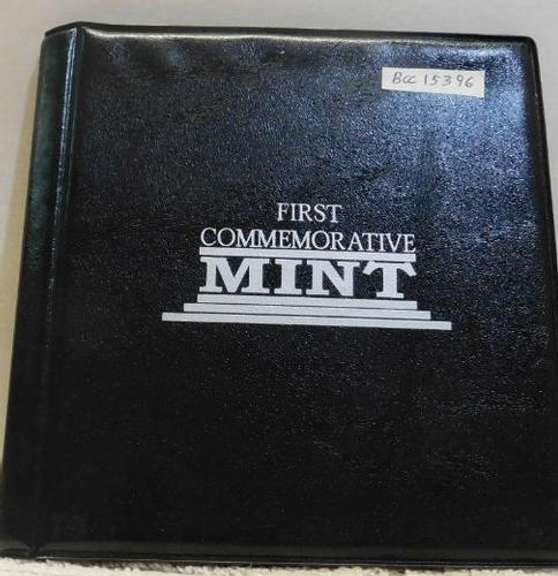 Bcc 15396
FIRST
COMMEMORATIVE
MINT